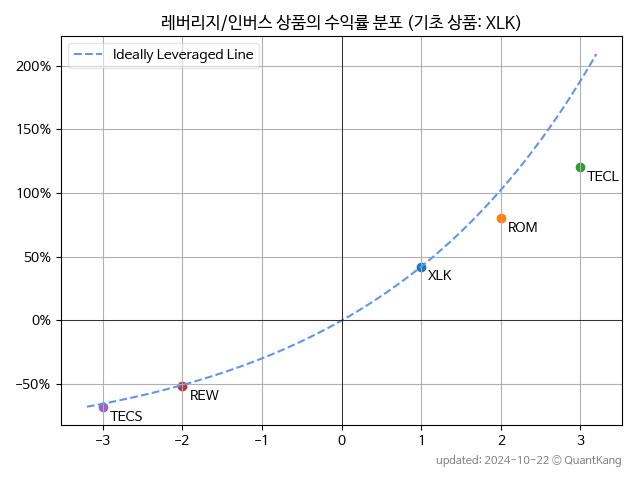 레버리지/인버스 상품의 수익률 분포 (기초 상품: XLK)
Ideally Leveraged Line
200%
150%
100%
50%
0%
−50%
TECL
ROM
XLK
REW
TECS
−3 −2 −1 0 1 2 3
updated: 2024-10-22 © QuantKang